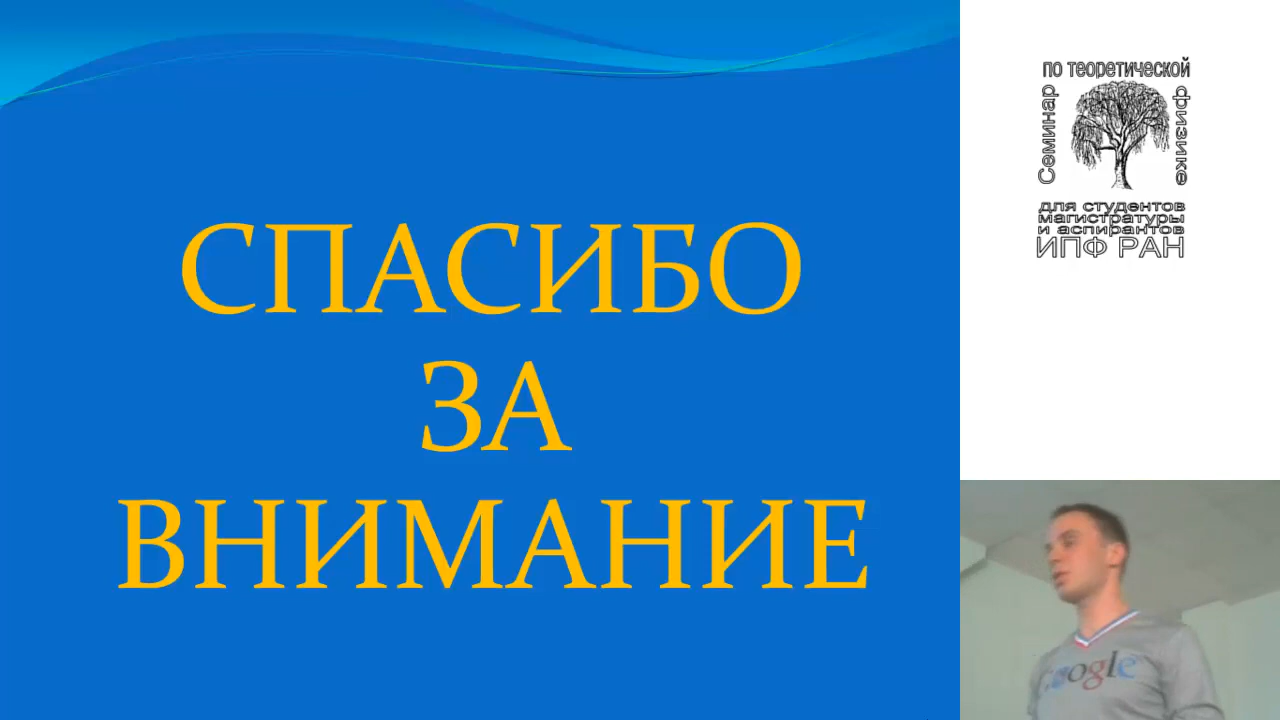 СПАСИБО
ЗА
ВНИМАНИЕ
Семинар
по теоретической
физике
для студентов
магистратуры
и аспирантов
ИПФ РАН
Google